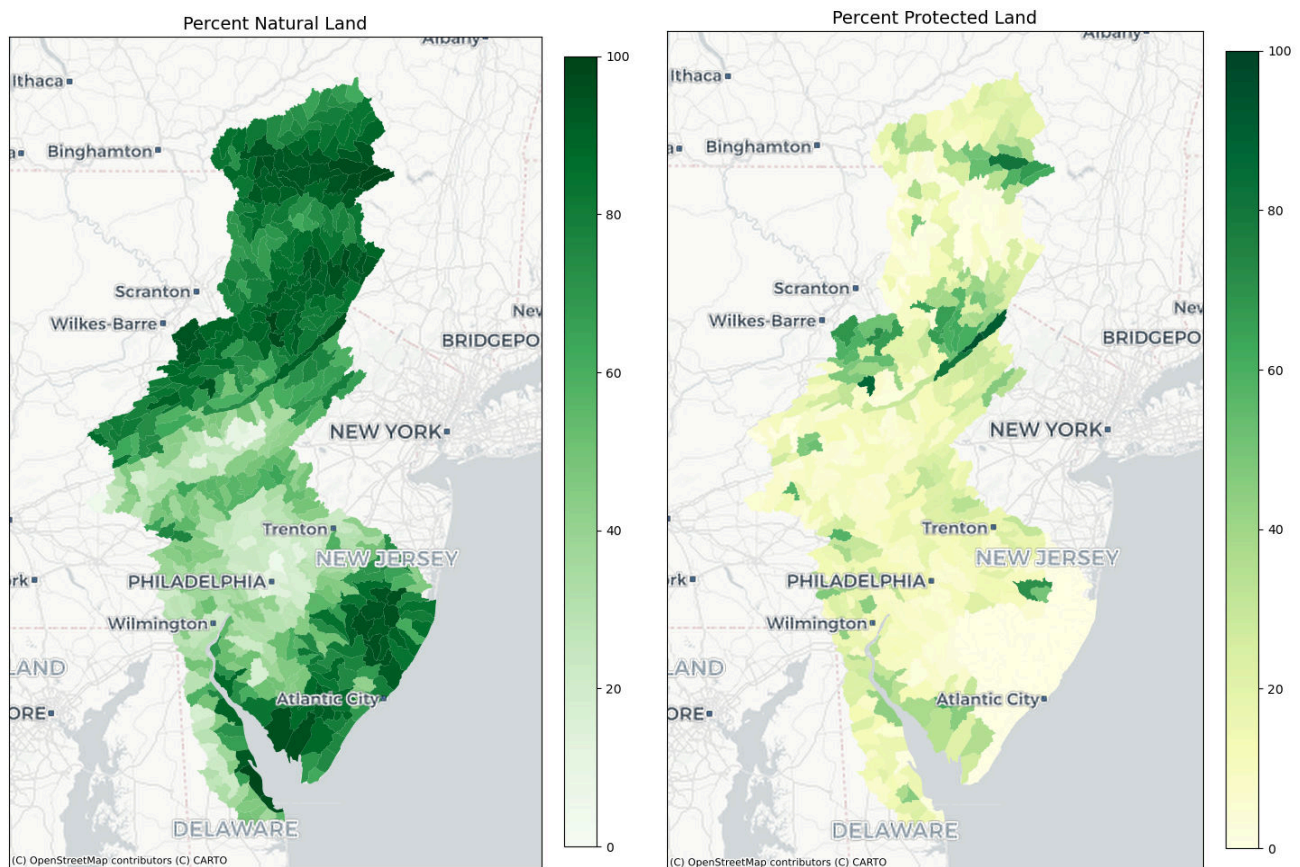 Percent Natural Land
Albany
Ithaca
Binghamton
Scranton
Wilkes-Barre
New
BRIDGEPO
NEW YORK
Trenton
NEW JERSEY
PHILADELPHIA
Wilmington
LAND
ORE
rk
a
Atlantic City
DELAWARE
(C) OpenStreetMap contributors (C) CARTO
100
80
60
40
20
0
Percent Protected Land
Albany
Ithaca
Binghamton
Scranton
Wilkes-Barre
New
BRIDGEPO
NEW YORK
Trenton
NEW JERSEY
PHILADELPHIA
Wilmington
LAND
ORE
rk
a
Atlantic City
DELAWARE
(C) OpenStreetMap contributors (C) CARTO
100
80
60
40
20
0